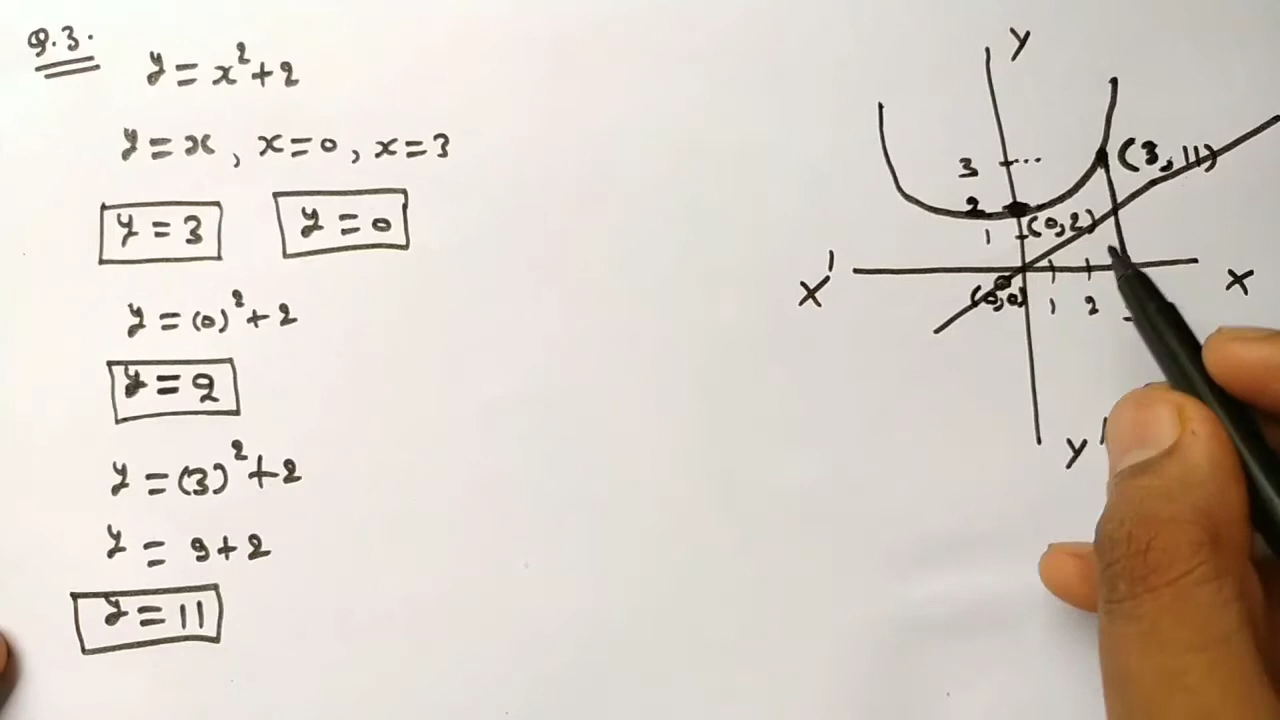 Q.3.
y = x² + 2
y = x, x = 0, x = 3
y = 3 y = 0
y = (0)² + 2
y = 2
y = (3)² + 2
y = 9 + 2
y = 11
Y
3 (3, 11)
2
1 (0, 2)
X' X
(0, 0) 1 2
Y'